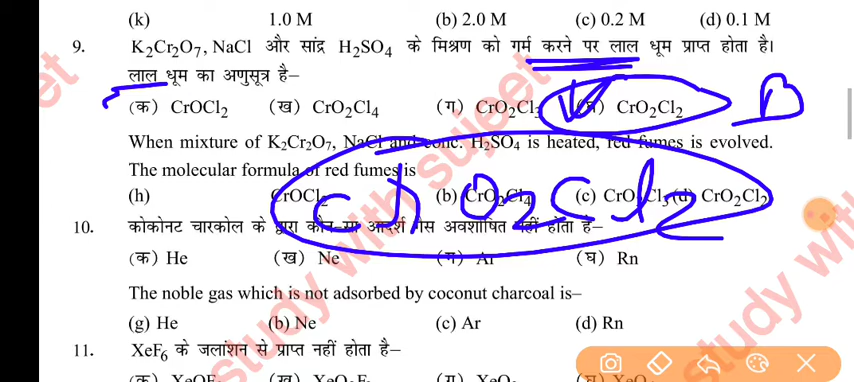 (k) 1.0 M (b) 2.0 M (c) 0.2 M (d) 0.1 M
9. K₂Cr₂O₇, NaCl और सांद्र H₂SO₄ के मिश्रण को गर्म करने पर लाल धूम प्राप्त होता है।
लाल धूम का अणुसूत्र है–
(क) CrOCl₂ (ख) CrO₂Cl₄ (ग) CrO₂Cl₃ (घ) CrO₂Cl₂ D
When mixture of K₂Cr₂O₇, NaCl and conc. H₂SO₄ is heated, red fumes is evolved.
The molecular formula of red fumes is
(h) CrOCl₂ (b) CrO₂Cl₄ (c) CrO₂Cl₃ (d) CrO₂Cl₂
CrO₂Cl₂
10. कोकोनट चारकोल के द्वारा कौन-सा आदर्श गैस अवशोषित नहीं होता है–
(क) He (ख) Ne (ग) Ar (घ) Rn
The noble gas which is not adsorbed by coconut charcoal is–
(g) He (b) Ne (c) Ar (d) Rn
11. XeF₆ के जलांशन से प्राप्त नहीं होता है–
(क) (ख) (ग) (घ)
study with sujeet